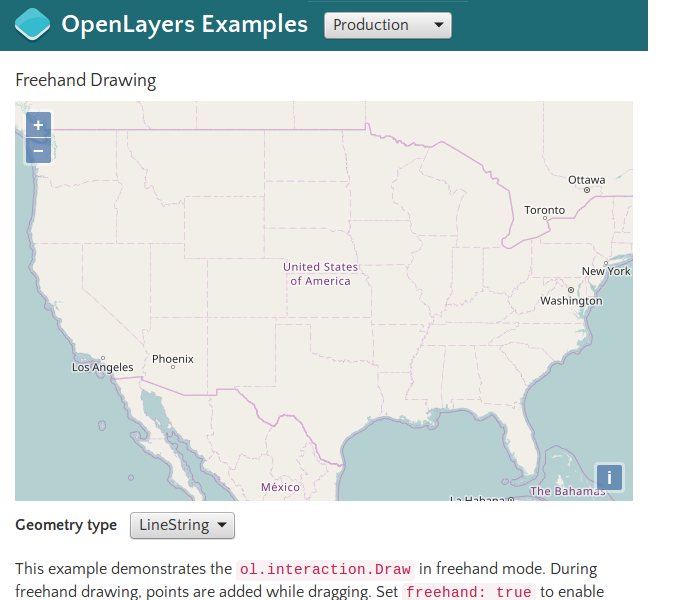 OpenLayers Examples
Production
Freehand Drawing
+
−
Ottawa
Toronto
New York
United States
of America
Washington
Phoenix
Los Angeles
i
México
The Bahamas
La Habana
Geometry type
LineString
This example demonstrates the ol.interaction.Draw in freehand mode. During
freehand drawing, points are added while dragging. Set freehand: true to enable